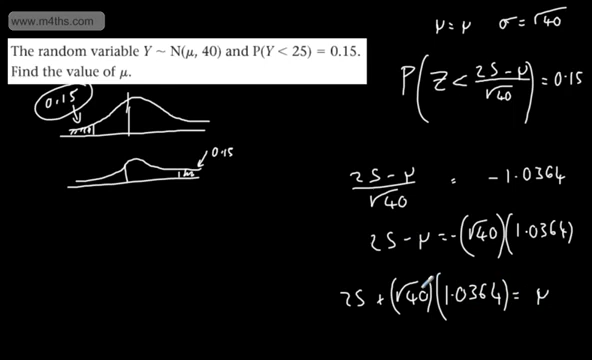 www.m4ths.com
μ = μ   σ = √40
The random variable Y ~ N(μ, 40) and P(Y < 25) = 0.15.
Find the value of μ.
P(Z < (25 - μ)/√40) = 0.15
0.15
0.15
(25 - μ)/√40 = -1.0364
25 - μ = -(√40)(1.0364)
25 + (√40)(1.0364) = μ